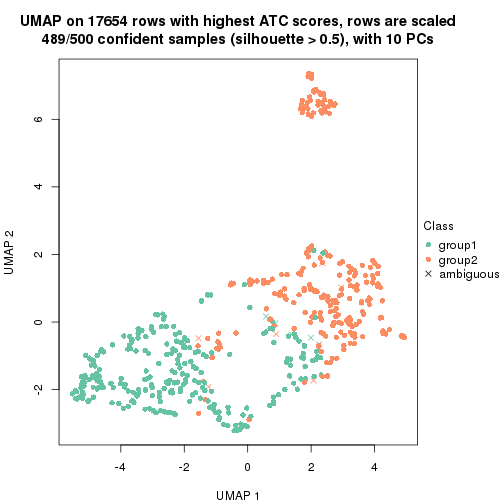 UMAP on 17654 rows with highest ATC scores, rows are scaled
489/500 confident samples (silhouette > 0.5), with 10 PCs
6
4
2
0
-2
UMAP 2
-4
-2
0
2
4
UMAP 1
Class
group1
group2
ambiguous